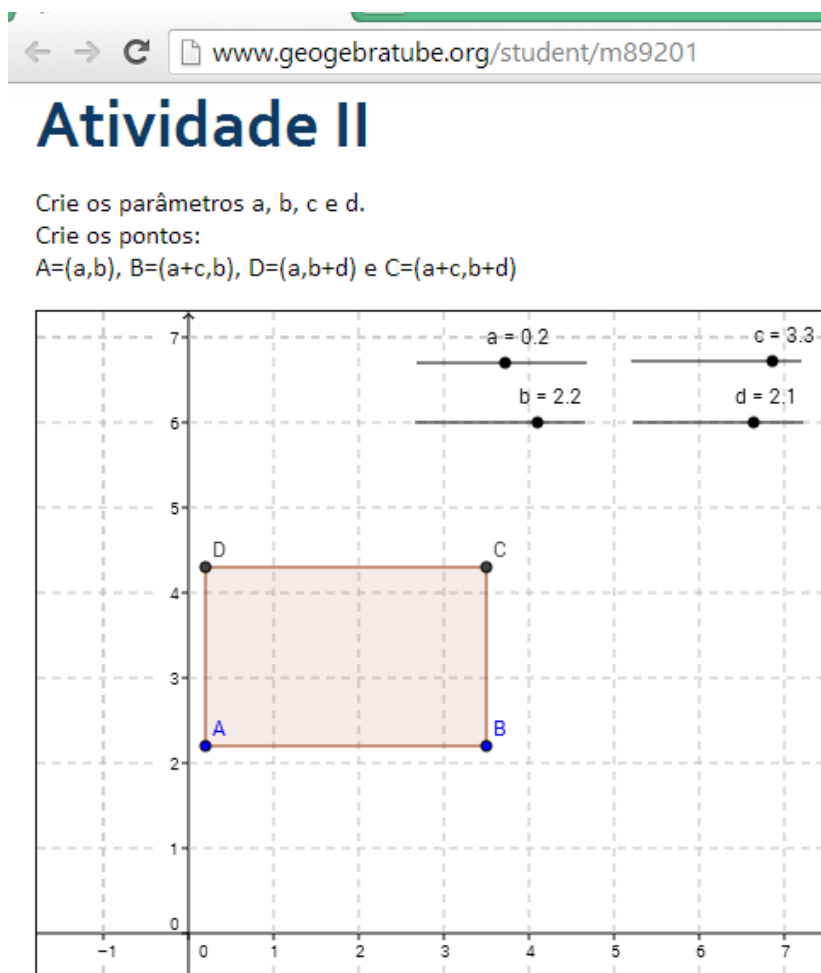 www.geogebratube.org/student/m89201
Atividade II
Crie os parâmetros a, b, c e d.
Crie os pontos:
A=(a,b), B=(a+c,b), D=(a,b+d) e C=(a+c,b+d)
7
a = 0.2
c = 3.3
b = 2.2
d = 2.1
6
5
D
C
4
3
A
B
2
1
0
−1
0
1
2
3
4
5
6
7